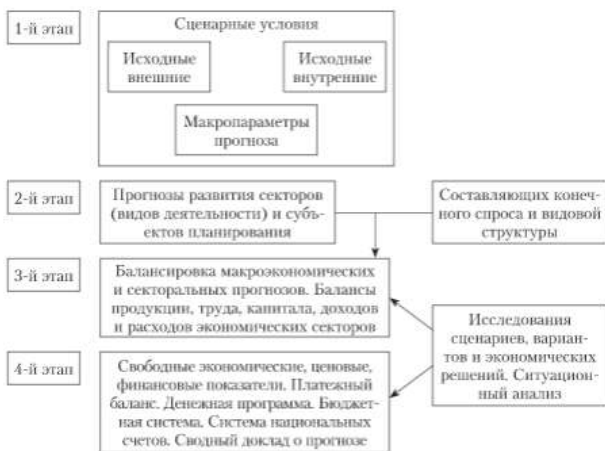 1-й этап
Сценарные условия
Исходные
внешние
Исходные
внутренние
Макропараметры
прогноза
2-й этап
Прогнозы развития секторов
(видов деятельности) и субъ-
ектов планирования
Составляющих конеч-
ного спроса и видовой
структуры
3-й этап
Балансировка макроэкономических
и секторальных прогнозов. Балансы
продукции, труда, капитала, доходов
и расходов экономических секторов
Исследования
сценариев, вариан-
тов и экономических
решений. Ситуацион-
ный анализ
4-й этап
Свободные экономические, ценовые,
финансовые показатели. Платежный
баланс. Денежная программа. Бюджет-
ная система. Система национальных
счетов. Сводный доклад о прогнозе